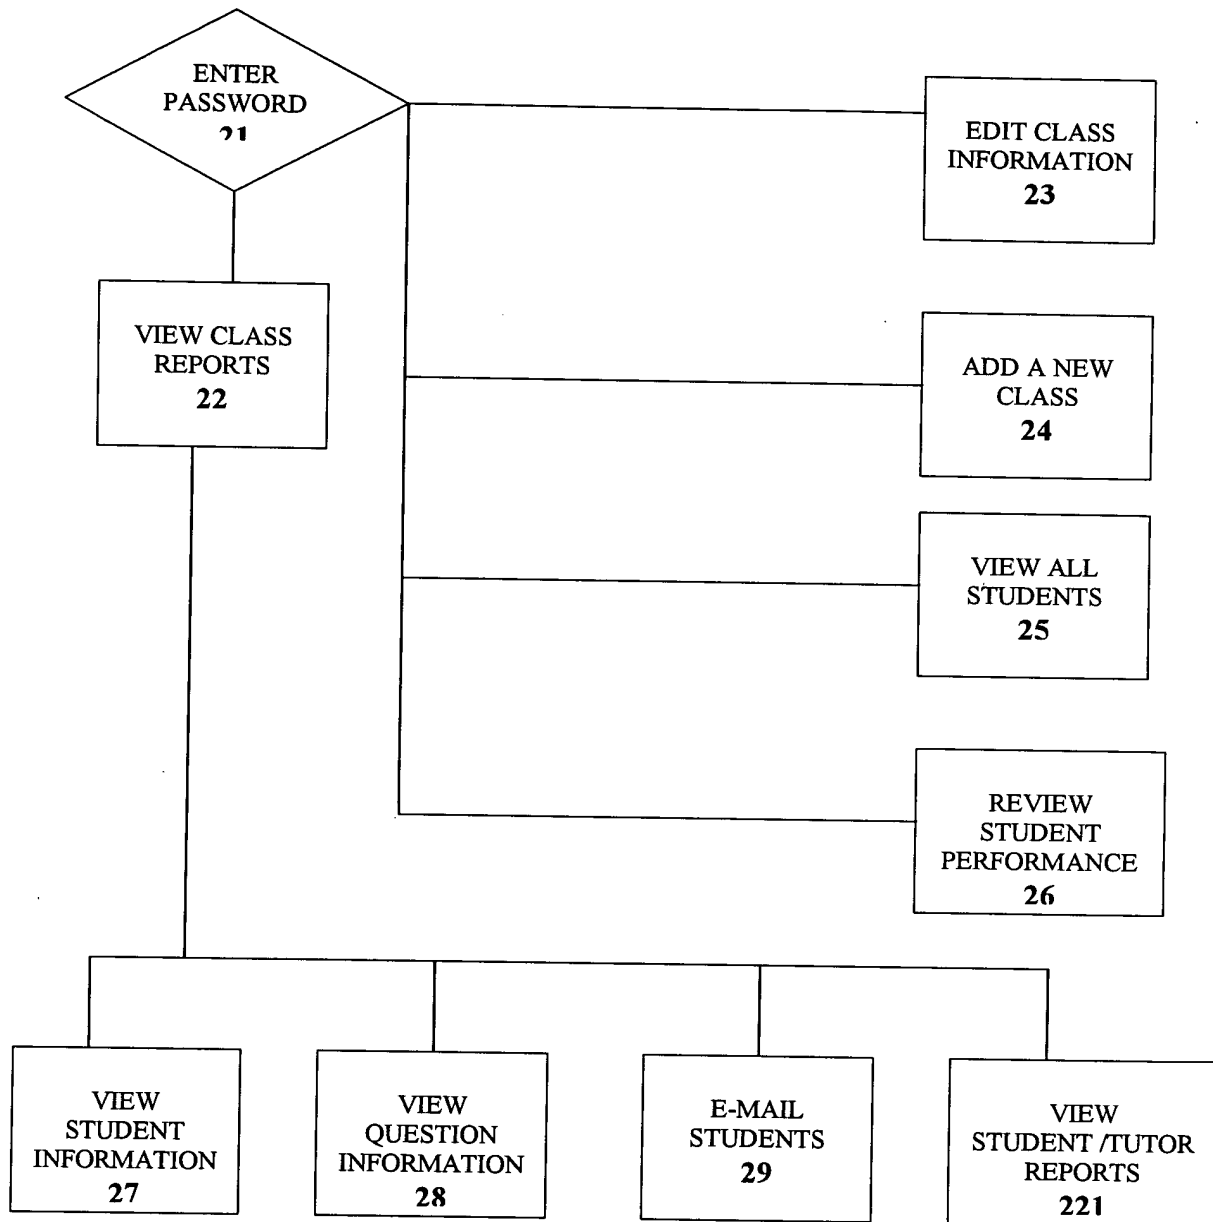 ENTER
PASSWORD
21
EDIT CLASS
INFORMATION
23
VIEW CLASS
REPORTS
22
ADD A NEW
CLASS
24
VIEW ALL
STUDENTS
25
REVIEW
STUDENT
PERFORMANCE
26
VIEW
STUDENT
INFORMATION
27
VIEW
QUESTION
INFORMATION
28
E-MAIL
STUDENTS
29
VIEW
STUDENT /TUTOR
REPORTS
221